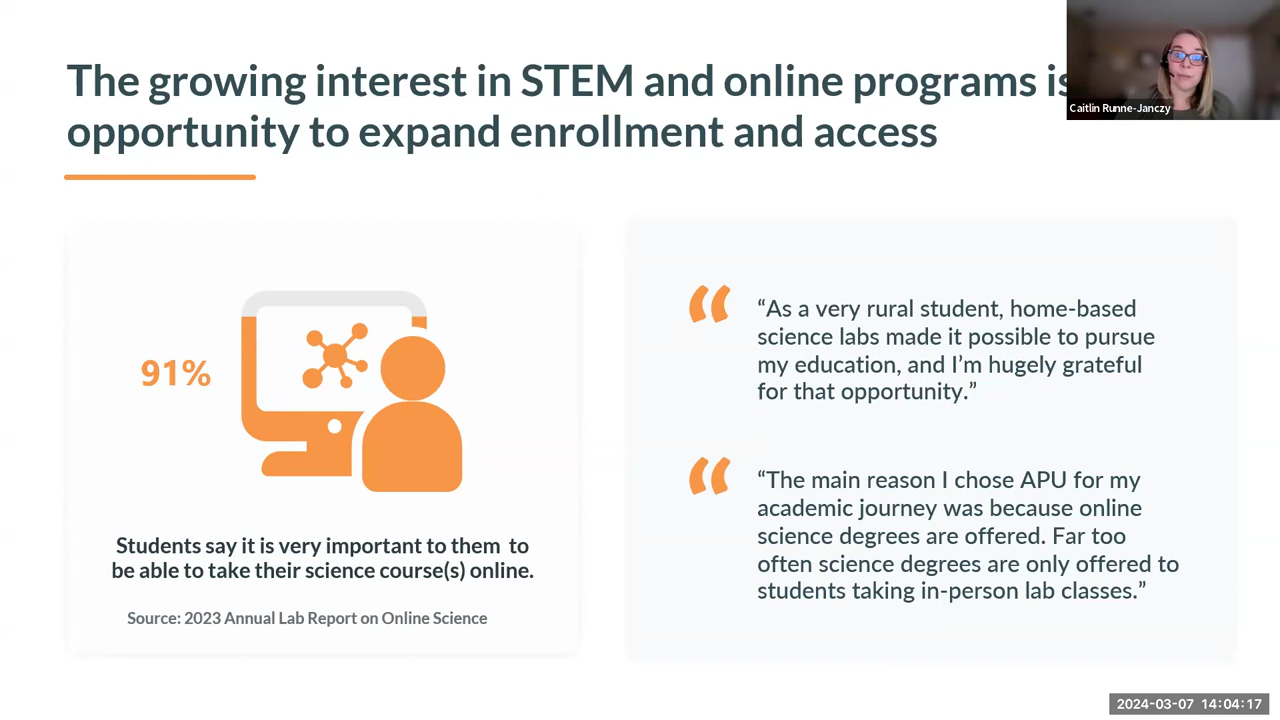 The growing interest in STEM and online programs is
opportunity to expand enrollment and access
Caitlin Runne-Janczy
91%
Students say it is very important to them to
be able to take their science course(s) online.
Source: 2023 Annual Lab Report on Online Science
“As a very rural student, home-based
science labs made it possible to pursue
my education, and I’m hugely grateful
for that opportunity.”
“The main reason I chose APU for my
academic journey was because online
science degrees are offered. Far too
often science degrees are only offered to
students taking in-person lab classes.”
2024-03-07 14:04:17